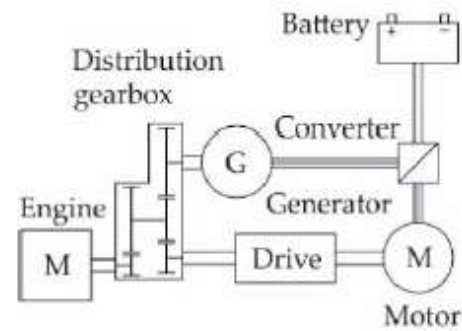 Battery
+ −
Distribution
gearbox
Converter
G
Engine
Generator
M
Drive
M
Motor